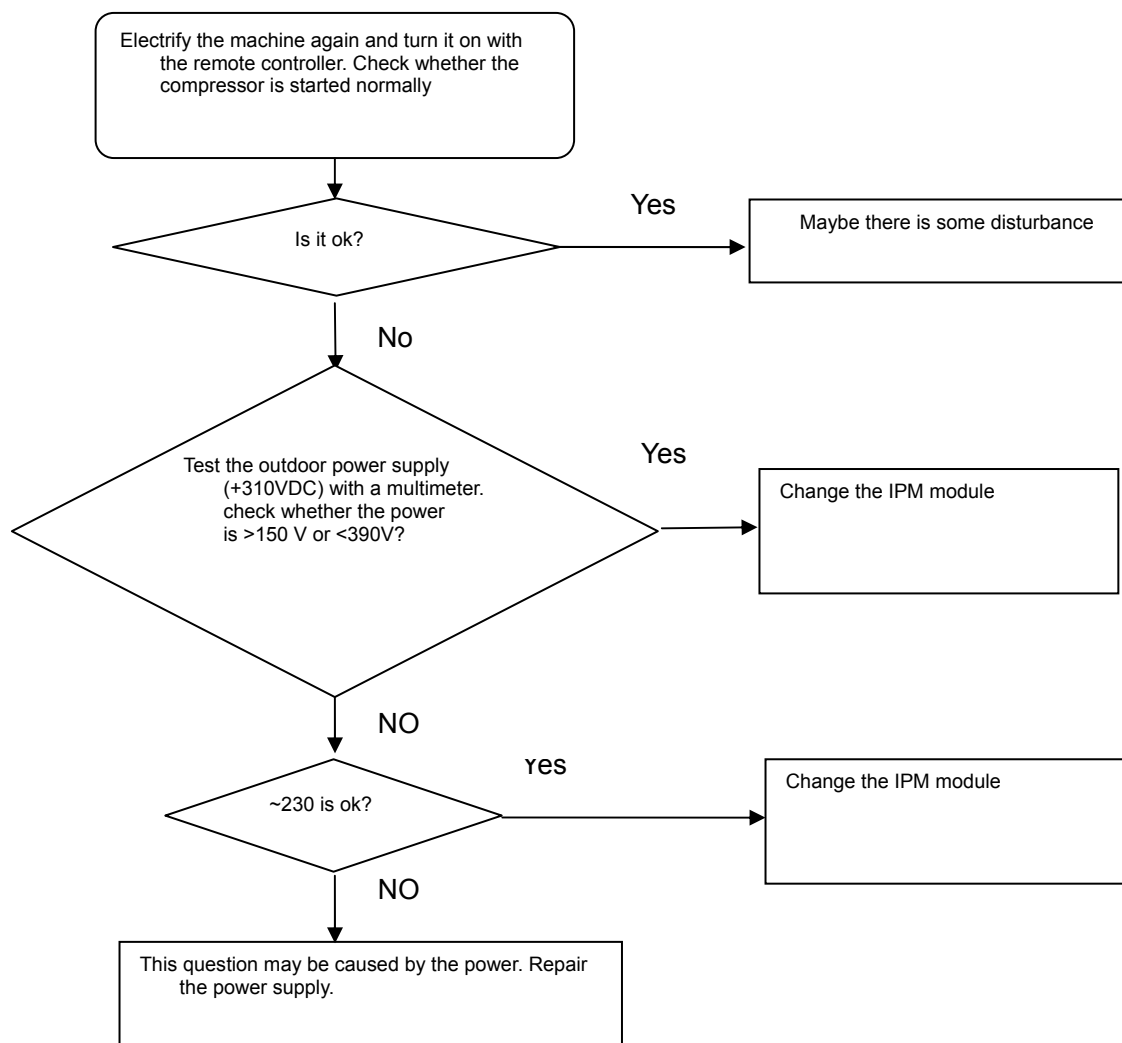 Electrify the machine again and turn it on with
the remote controller. Check whether the
compressor is started normally
Yes
Is it ok?
Maybe there is some disturbance
No
Yes
Test the outdoor power supply
(+310VDC) with a multimeter.
check whether the power
is >150 V or <390V?
Change the IPM module
NO
Yes
~230 is ok?
Change the IPM module
NO
This question may be caused by the power. Repair
the power supply.